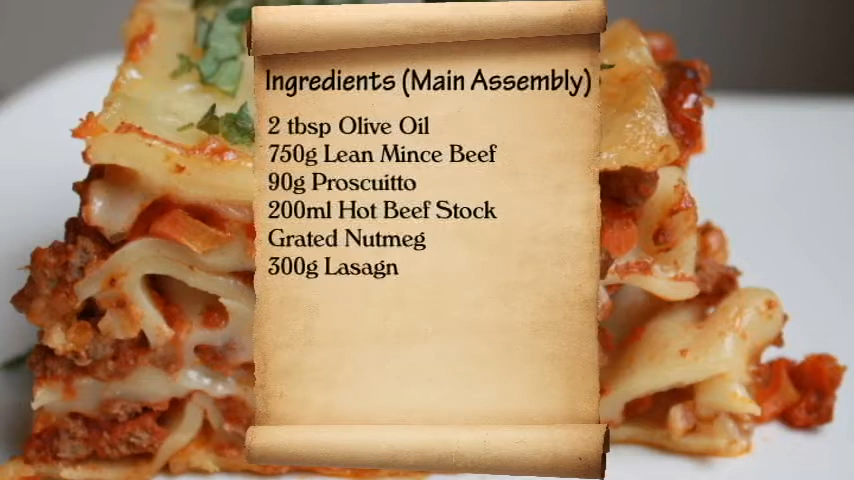 Ingredients (Main Assembly)
2 tbsp Olive Oil
750g Lean Mince Beef
90g Proscuitto
200ml Hot Beef Stock
Grated Nutmeg
300g Lasagn